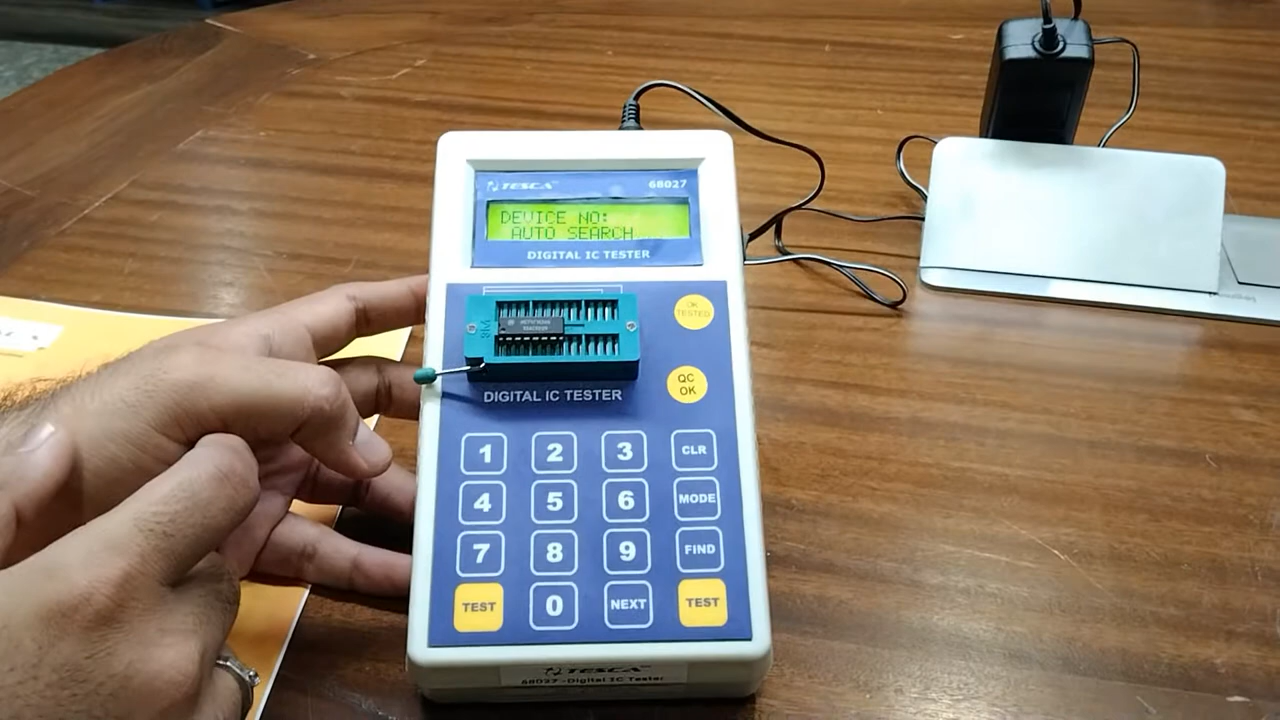 TESCA 68027
DEVICE NO:
AUTO SEARCH....
DIGITAL IC TESTER
3M
OK
TESTED
QC
OK
DIGITAL IC TESTER
1 2 3 CLR
4 5 6 MODE
7 8 9 FIND
TEST 0 NEXT TEST
TESCA
68027 -Digital IC Tester